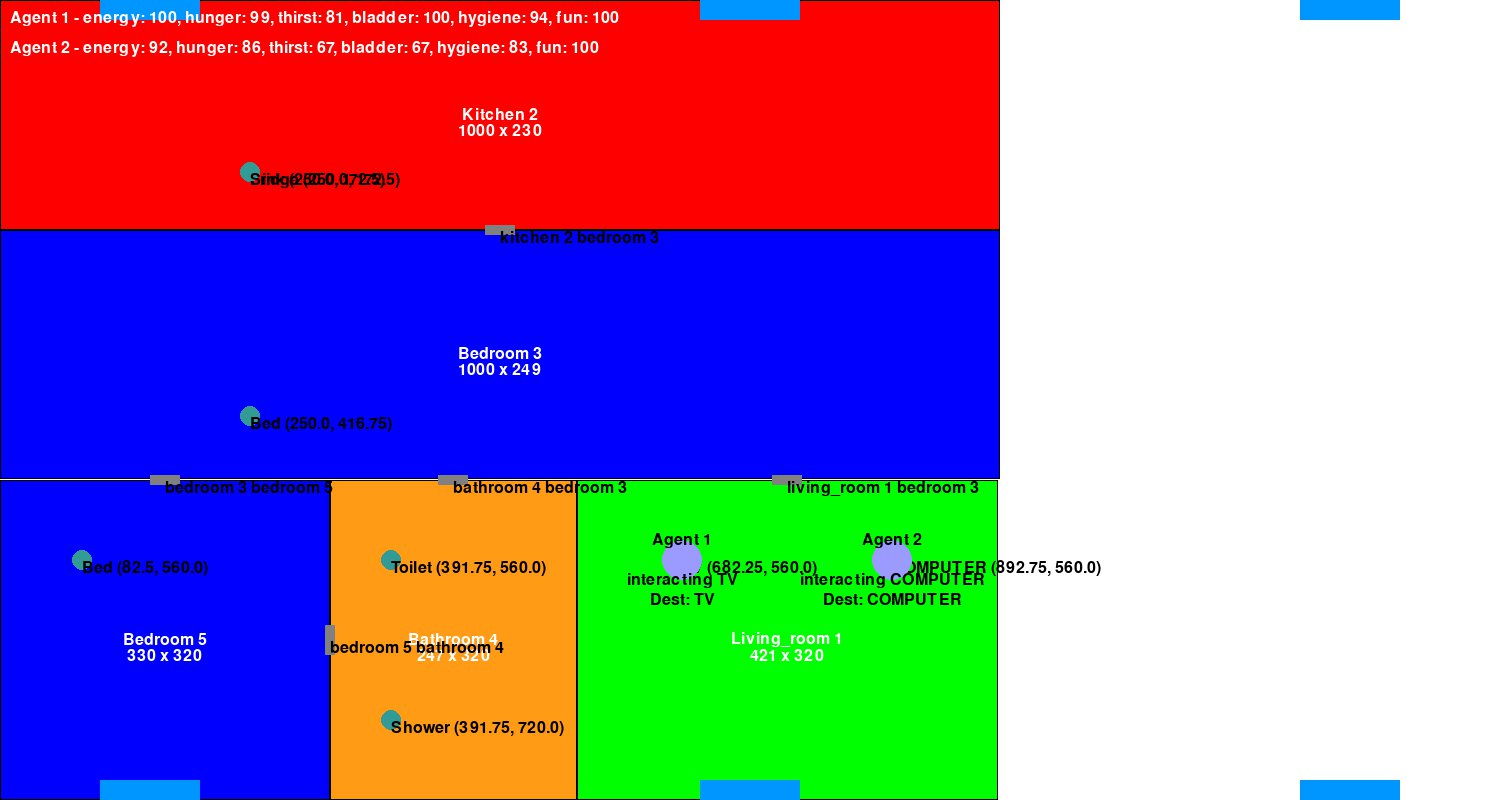 Agent 1 - energy: 100, hunger: 99, thirst: 81, bladder: 100, hygiene: 94, fun: 100
Agent 2 - energy: 92, hunger: 86, thirst: 67, bladder: 67, hygiene: 83, fun: 100
Kitchen 2
1000 x 230
kitchen 2 bedroom 3
Bedroom 3
1000 x 249
Bed (250.0, 416.75)
bedroom 3 bedroom 5
bathroom 4 bedroom 3
living_room 1 bedroom 3
Agent 1
Agent 2
Bed (82.5, 560.0)
Toilet (391.75, 560.0)
(682.25, 560.0)
COMPUTER (892.75, 560.0)
interacting TV
interacting COMPUTER
Dest: TV
Dest: COMPUTER
Bedroom 5
330 x 320
Bathroom 4
247 x 320
bedroom 5 bathroom 4
Living_room 1
421 x 320
Shower (391.75, 720.0)